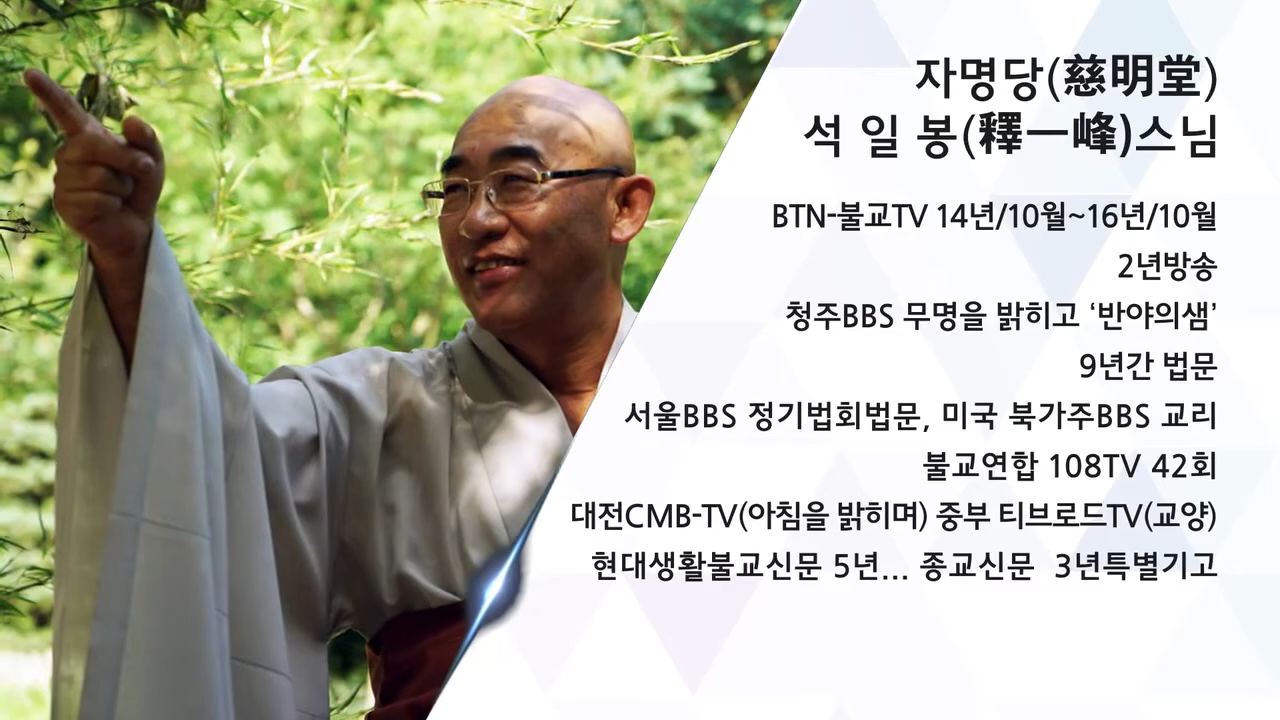 자명당(慈明堂)
석 일 봉(釋一峰)스님
BTN-불교TV 14년/10월~16년/10월
2년방송
청주BBS 무명을 밝히고 ‘반야의샘’
9년간 법문
서울BBS 정기법회법문, 미국 북가주BBS 교리
불교연합 108TV 42회
대전CMB-TV(아침을 밝히며) 중부 티브로드TV(교양)
현대생활불교신문 5년... 종교신문 3년특별기고